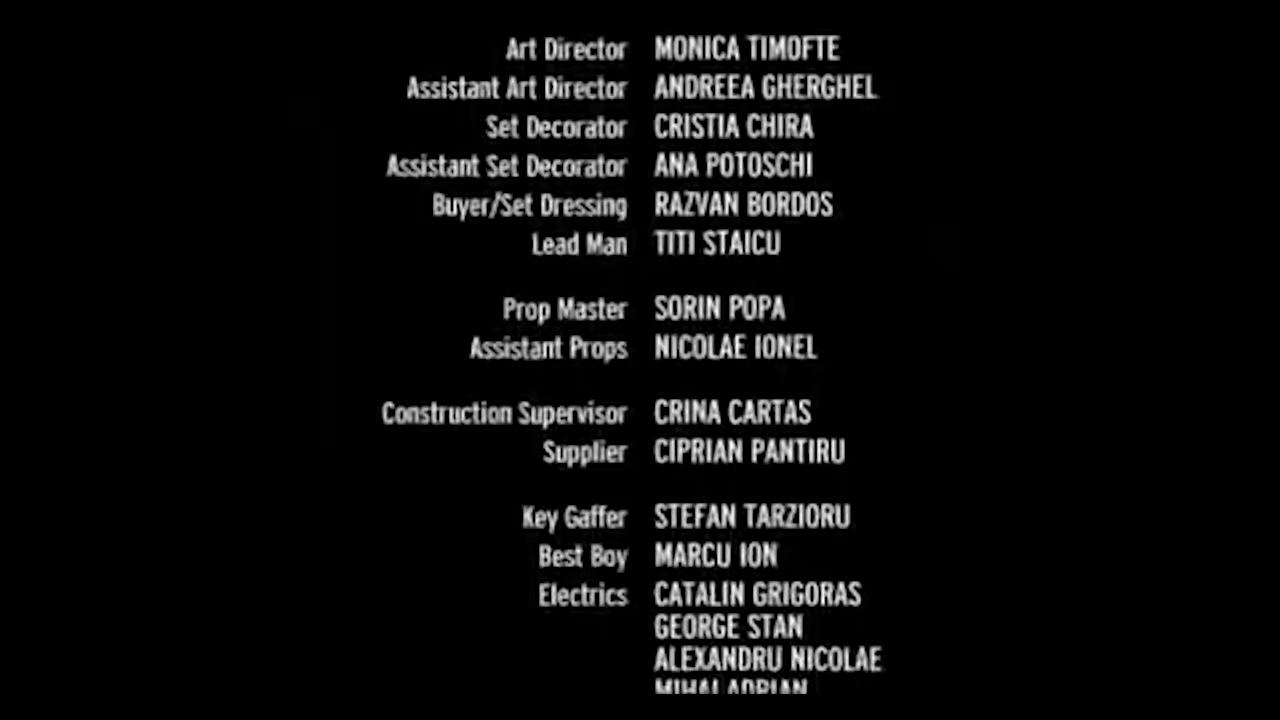 Art Director MONICA TIMOFTE
Assistant Art Director ANDREEA GHERGHEL
Set Decorator CRISTIA CHIRA
Assistant Set Decorator ANA POTOSCHI
Buyer/Set Dressing RAZVAN BORDOS
Lead Man TITI STAICU
Prop Master SORIN POPA
Assistant Props NICOLAE IONEL
Construction Supervisor CRINA CARTAS
Supplier CIPRIAN PANTIRU
Key Gaffer STEFAN TARZIORU
Best Boy MARCU ION
Electrics CATALIN GRIGORAS
GEORGE STAN
ALEXANDRU NICOLAE
MIHAI ADRIAN